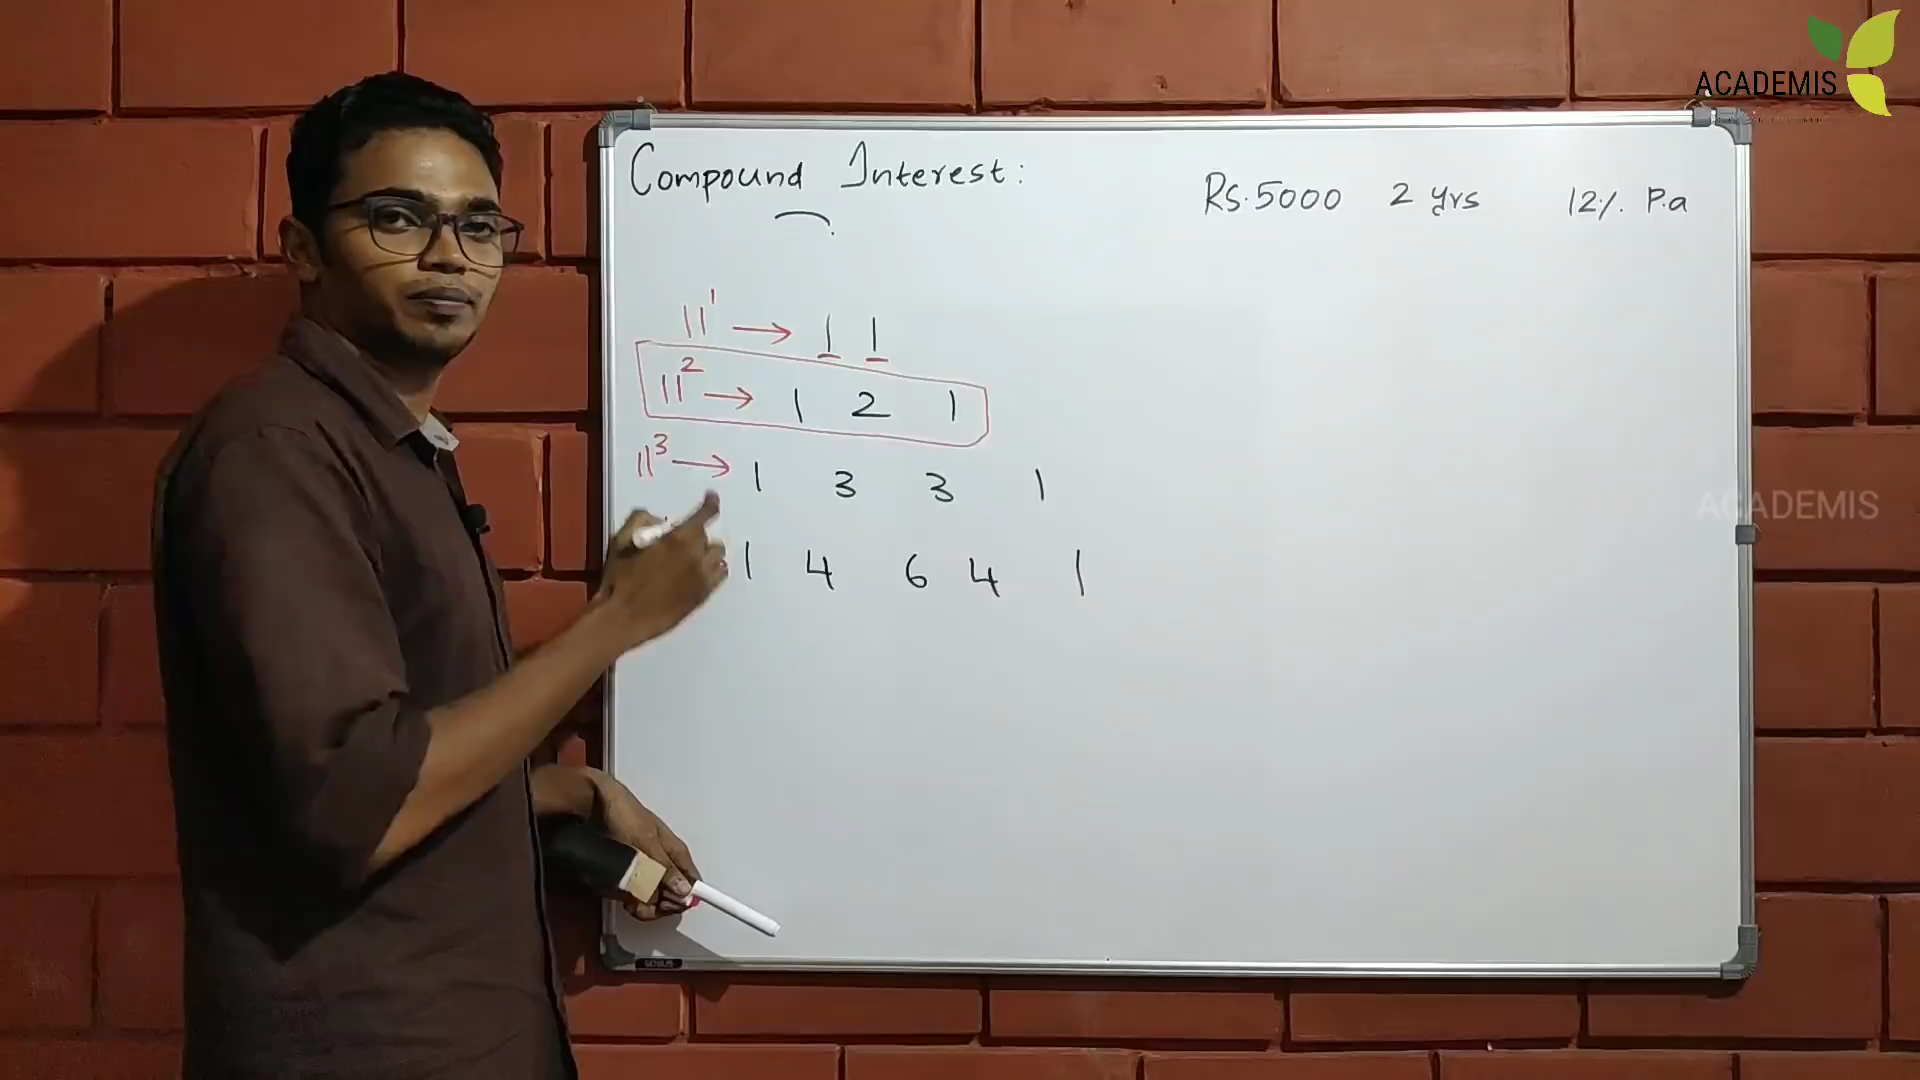 ACADEMIS
Compound Interest:
Rs.5000 2 yrs 12% P.a
11¹ → 1 1
11² → 1 2 1
11³ → 1 3 3 1
1 4 6 4 1
ACADEMIS